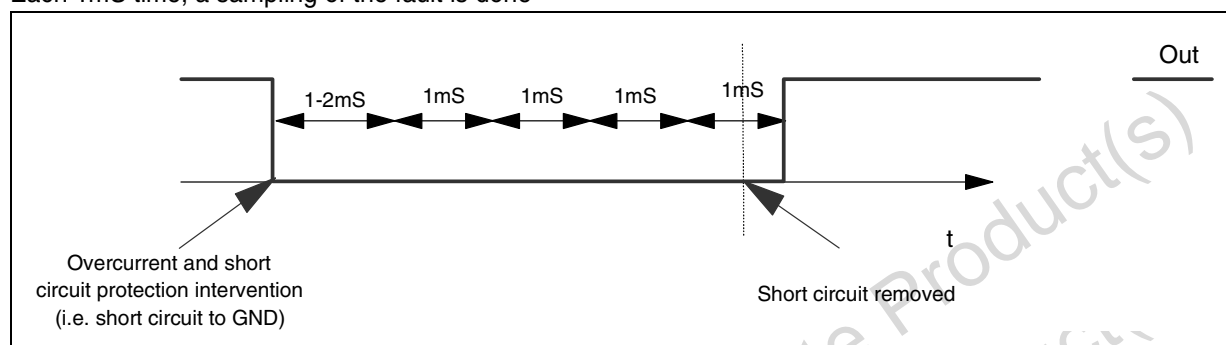 Each 1mS time, a sampling of the fault is done
Out
1-2mS 1mS 1mS 1mS 1mS
t
Overcurrent and short
circuit protection intervention
(i.e. short circuit to GND)
Short circuit removed
Product(s)